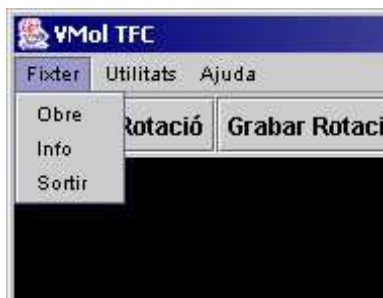 VMol TFC
Fixter Utilitats Ajuda
Obre
Rotació Grabar Rotaci
Info
Sortir